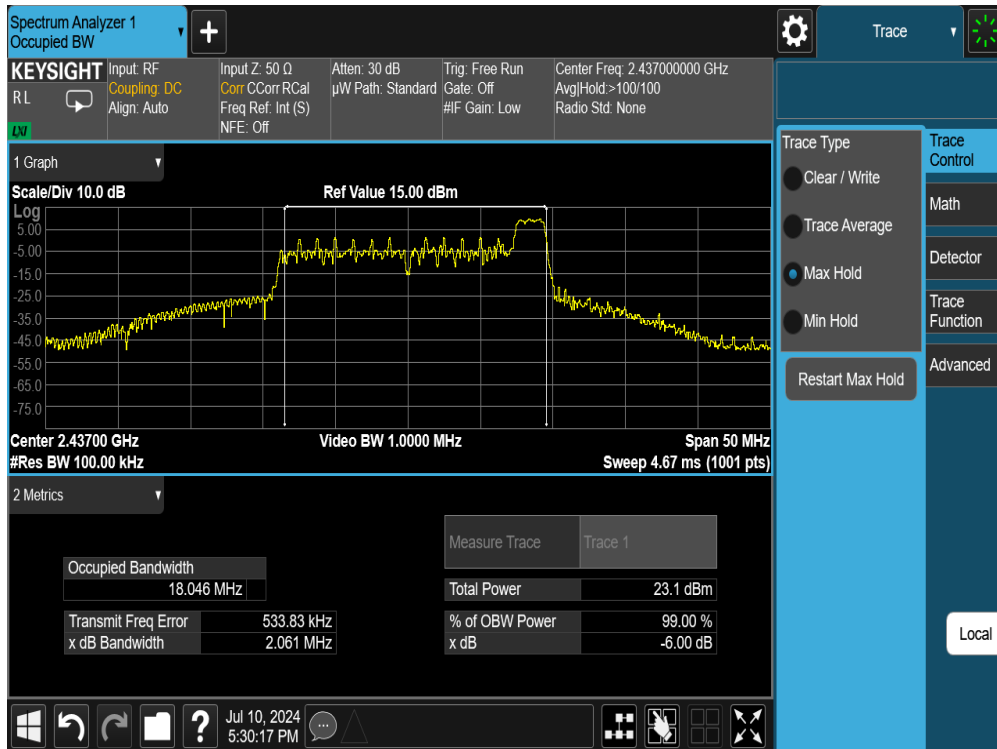 Spectrum Analyzer 1
Occupied BW
+
Trace
KEYSIGHT
R L
LXI
Input: RF
Coupling: DC
Align: Auto
Input Z: 50 Ω
Corr CCorr RCal
Freq Ref: Int (S)
NFE: Off
Atten: 30 dB
µW Path: Standard
Trig: Free Run
Gate: Off
#IF Gain: Low
Center Freq: 2.437000000 GHz
Avg|Hold:>100/100
Radio Std: None
1 Graph
Scale/Div 10.0 dB
Ref Value 15.00 dBm
Log
5.00
-5.00
-15.0
-25.0
-35.0
-45.0
-55.0
-65.0
-75.0
Center 2.43700 GHz
Video BW 1.0000 MHz
Span 50 MHz
#Res BW 100.00 kHz
Sweep 4.67 ms (1001 pts)
2 Metrics
Measure Trace
Trace 1
Occupied Bandwidth
18.046 MHz
Total Power
23.1 dBm
Transmit Freq Error
533.83 kHz
% of OBW Power
99.00 %
x dB Bandwidth
2.061 MHz
x dB
-6.00 dB
Trace Type
Clear / Write
Trace Average
Max Hold
Min Hold
Restart Max Hold
Trace
Control
Math
Detector
Trace
Function
Advanced
Local
?
Jul 10, 2024
5:30:17 PM